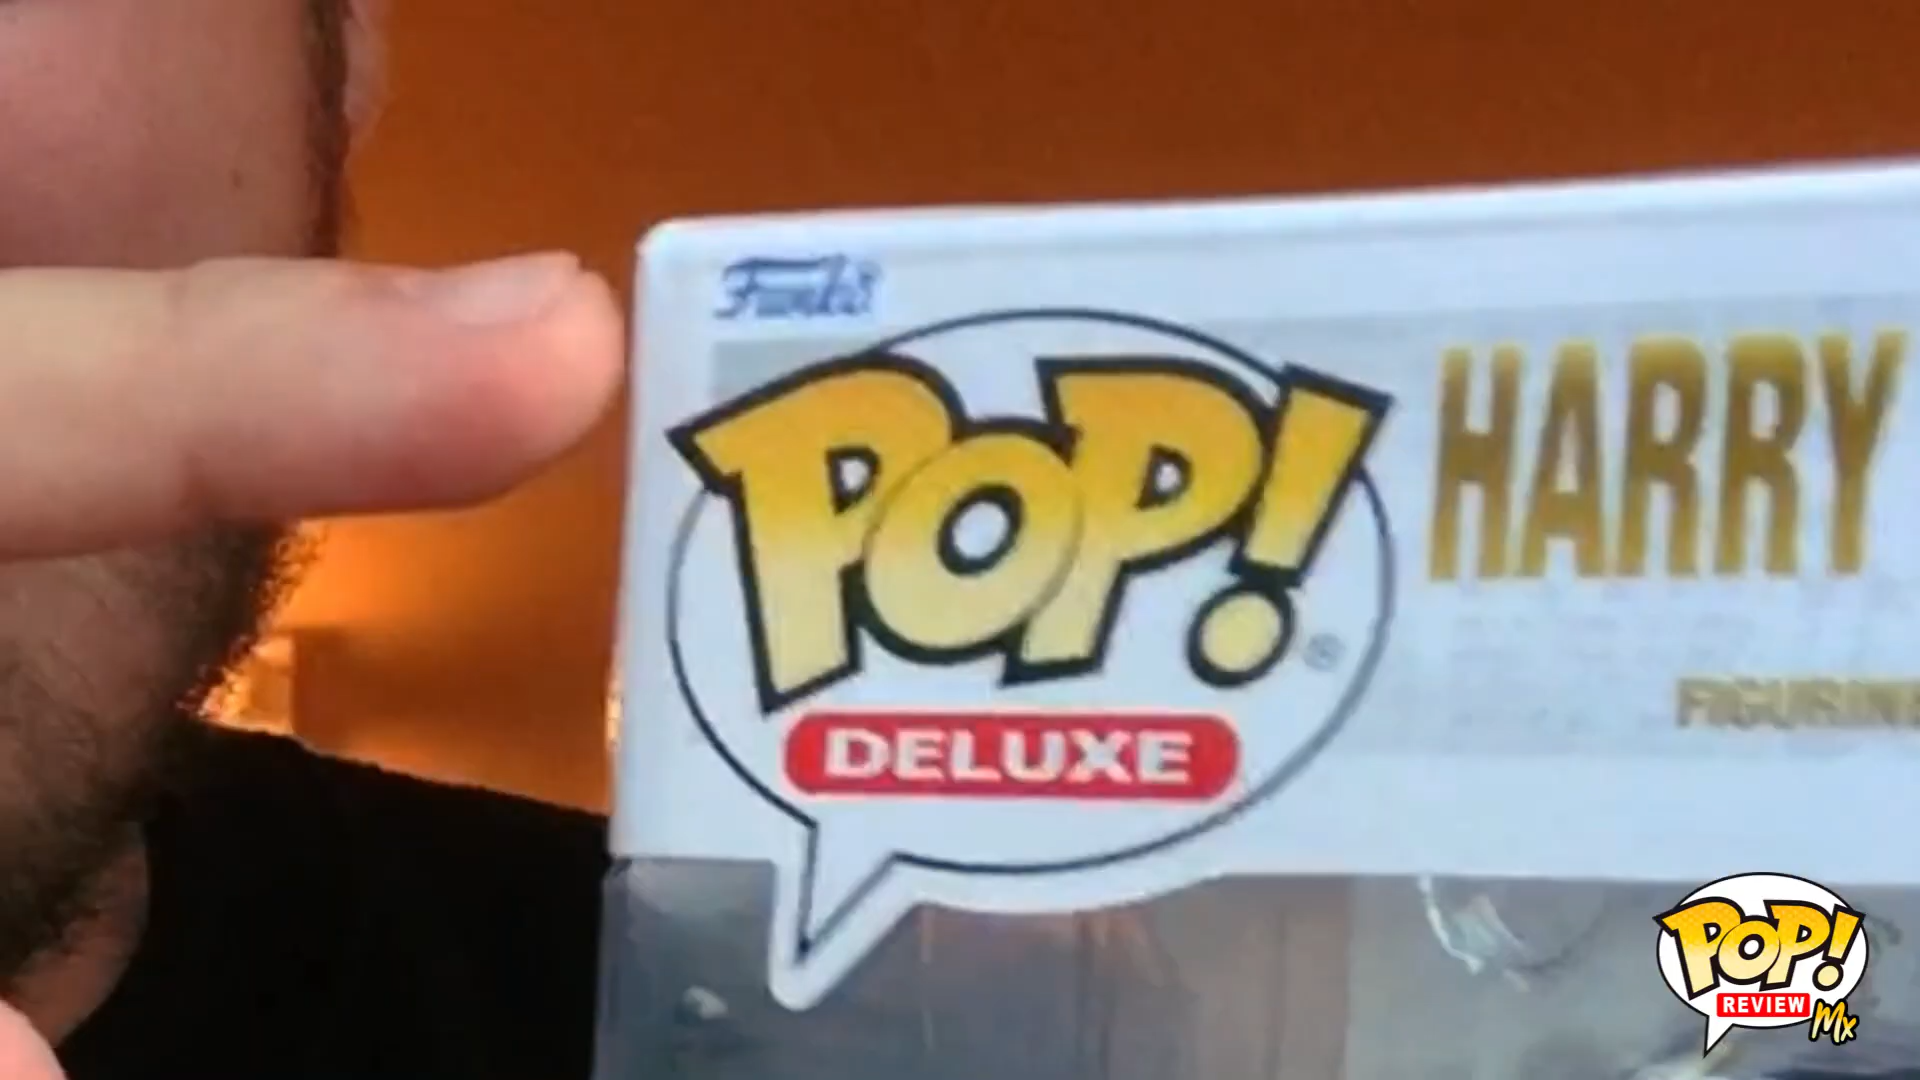 Funko
POP!
DELUXE
HARRY
POP!
REVIEW
Mx